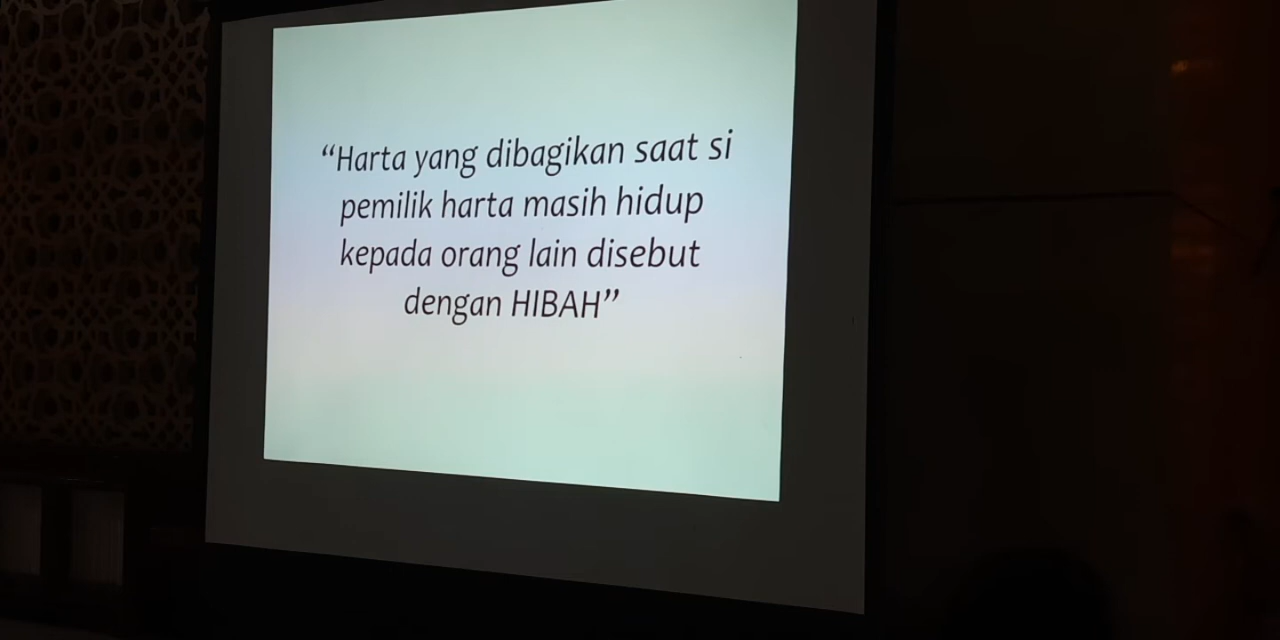 “Harta yang dibagikan saat si
pemilik harta masih hidup
kepada orang lain disebut
dengan HIBAH”